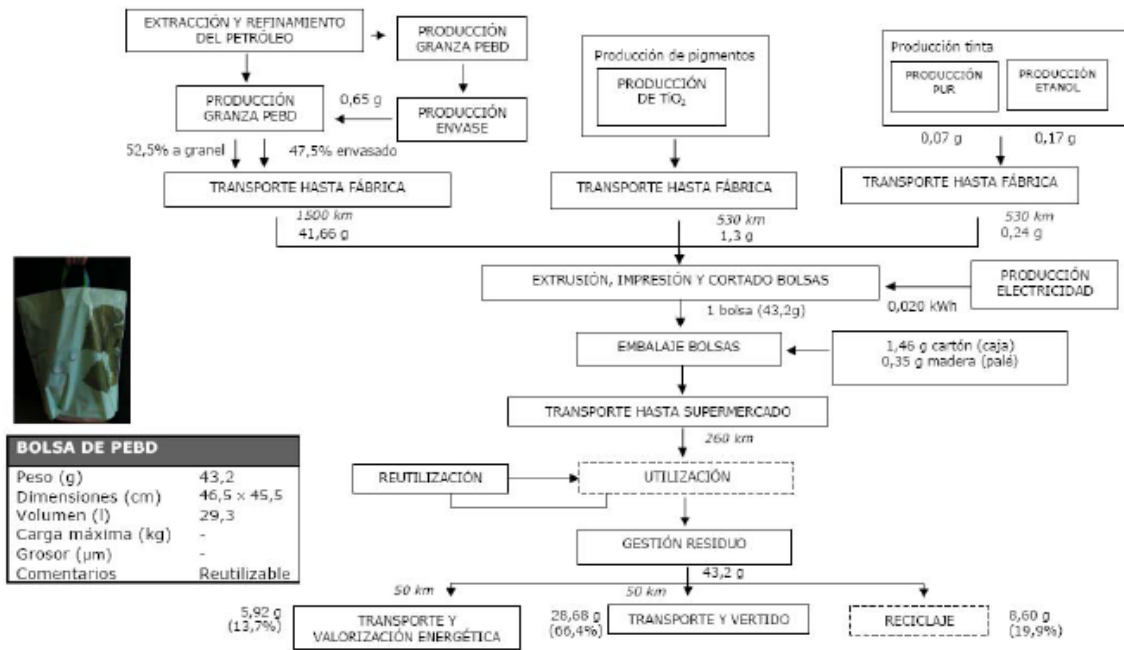 EXTRACCIÓN Y REFINAMIENTO
DEL PETRÓLEO
PRODUCCIÓN
GRANZA PEBD
PRODUCCIÓN
GRANZA PEBD
0,65 g
PRODUCCIÓN
ENVASE
52,5% a granel
47,5% envasado
TRANSPORTE HASTA FÁBRICA
1500 km
41,66 g
Producción de pigmentos
PRODUCCIÓN
DE TiO₂
TRANSPORTE HASTA FÁBRICA
530 km
1,3 g
Producción tinta
PRODUCCIÓN
PUR
PRODUCCIÓN
ETANOL
0,07 g
0,17 g
TRANSPORTE HASTA FÁBRICA
530 km
0,24 g
EXTRUSIÓN, IMPRESIÓN Y CORTADO BOLSAS
PRODUCCIÓN
ELECTRICIDAD
0,020 kWh
1 bolsa (43,2g)
EMBALAJE BOLSAS
1,46 g cartón (caja)
0,35 g madera (palé)
TRANSPORTE HASTA SUPERMERCADO
260 km
REUTILIZACIÓN
UTILIZACIÓN
GESTIÓN RESIDUO
43,2 g
50 km
50 km
5,92 g
(13,7%)
TRANSPORTE Y
VALORIZACIÓN ENERGÉTICA
28,68 g
(66,4%)
TRANSPORTE Y VERTIDO
RECICLAJE
8,60 g
(19,9%)
BOLSA DE PEBD
Peso (g) 43,2
Dimensiones (cm) 46,5 x 45,5
Volumen (l) 29,3
Carga máxima (kg) -
Grosor (µm) -
Comentarios Reutilizable